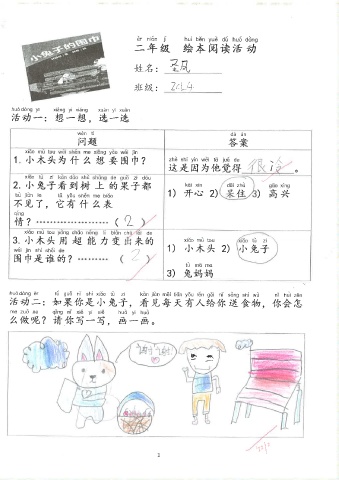 小兔子的围巾
èr nián jí huì běn yuè dú huó dòng
二年级 绘本阅读活动
姓名：
班级：2CL4
huó dòng yī xiǎng yì xiǎng xuǎn yì xuǎn
活动一：想一想，选一选
wèn tí dá àn
问题 答案
1. 小木头为什么想要围巾？
这是因为他觉得 很冷 。
2. 小兔子看到树上的果子都
不见了，它有什么表
情？ ……………… （ 2 ）
1) 开心 2) 呆住 3) 高兴
3. 小木头用超能力变出来的
围巾是谁的？ ……………… （ 2 ）
1) 小木头 2) 小兔子
3) 兔妈妈
活动二：如果你是小兔子，看见每天有人给你送食物，你会怎
么做呢？请你写一写，画一画。
谢谢
1